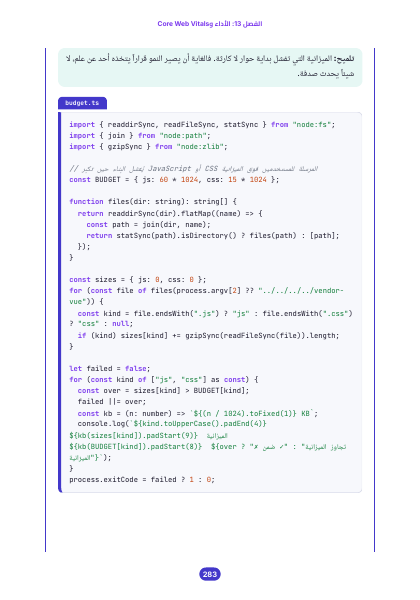 الفصل 13: الأداء وCore Web Vitals
تلميح: الميزانية التي تفشل بداية حوار لا كارثة. فالغاية أن يصير النمو قراراً يتخذه أحد عن علم، لا
شيئاً يحدث صدفة.
budget.ts
import { readdirSync, readFileSync, statSync } from "node:fs";
import { join } from "node:path";
import { gzipSync } from "node:zlib";
// يفشل البناء حين تكبر JavaScript أو CSS المرسلة للمستخدمين فوق الميزانية
const BUDGET = { js: 60 * 1024, css: 15 * 1024 };
function files(dir: string): string[] {
  return readdirSync(dir).flatMap((name) => {
    const path = join(dir, name);
    return statSync(path).isDirectory() ? files(path) : [path];
  });
}
const sizes = { js: 0, css: 0 };
for (const file of files(process.argv[2] ?? "../../../../vendor-
vue")) {
  const kind = file.endsWith(".js") ? "js" : file.endsWith(".css")
? "css" : null;
  if (kind) sizes[kind] += gzipSync(readFileSync(file)).length;
}
let failed = false;
for (const kind of ["js", "css"] as const) {
  const over = sizes[kind] > BUDGET[kind];
  failed ||= over;
  const kb = (n: number) => `${(n / 1024).toFixed(1)} KB`;
  console.log(`${kind.toUpperCase().padEnd(4)}
${kb(sizes[kind]).padStart(9)}  الميزانية
${kb(BUDGET[kind]).padStart(8)}  ${over ? "✗ تجاوز الميزانية" : "✓ ضمن
الميزانية"}`);
}
process.exitCode = failed ? 1 : 0;
283